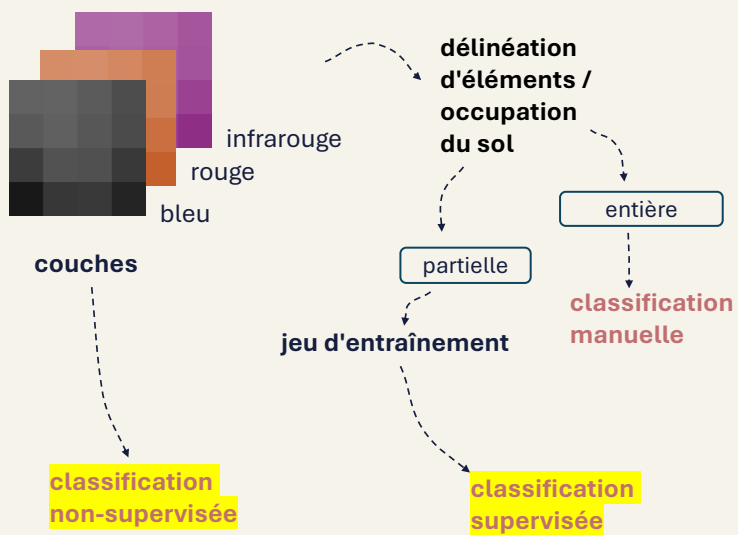 infrarouge
rouge
bleu
couches
délinéation
d'éléments /
occupation
du sol
entière
partielle
classification
manuelle
jeu d'entraînement
classification
non-supervisée
classification
supervisée